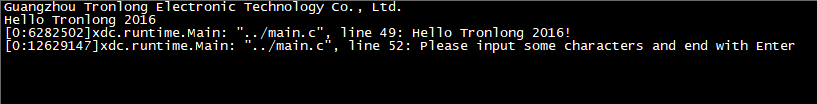 Guangzhou Tronlong Electronic Technology Co., Ltd.
Hello Tronlong 2016
[0:6282502]xdc.runtime.Main: "../main.c", line 49: Hello Tronlong 2016!
[0:12629147]xdc.runtime.Main: "../main.c", line 52: Please input some characters and end with Enter